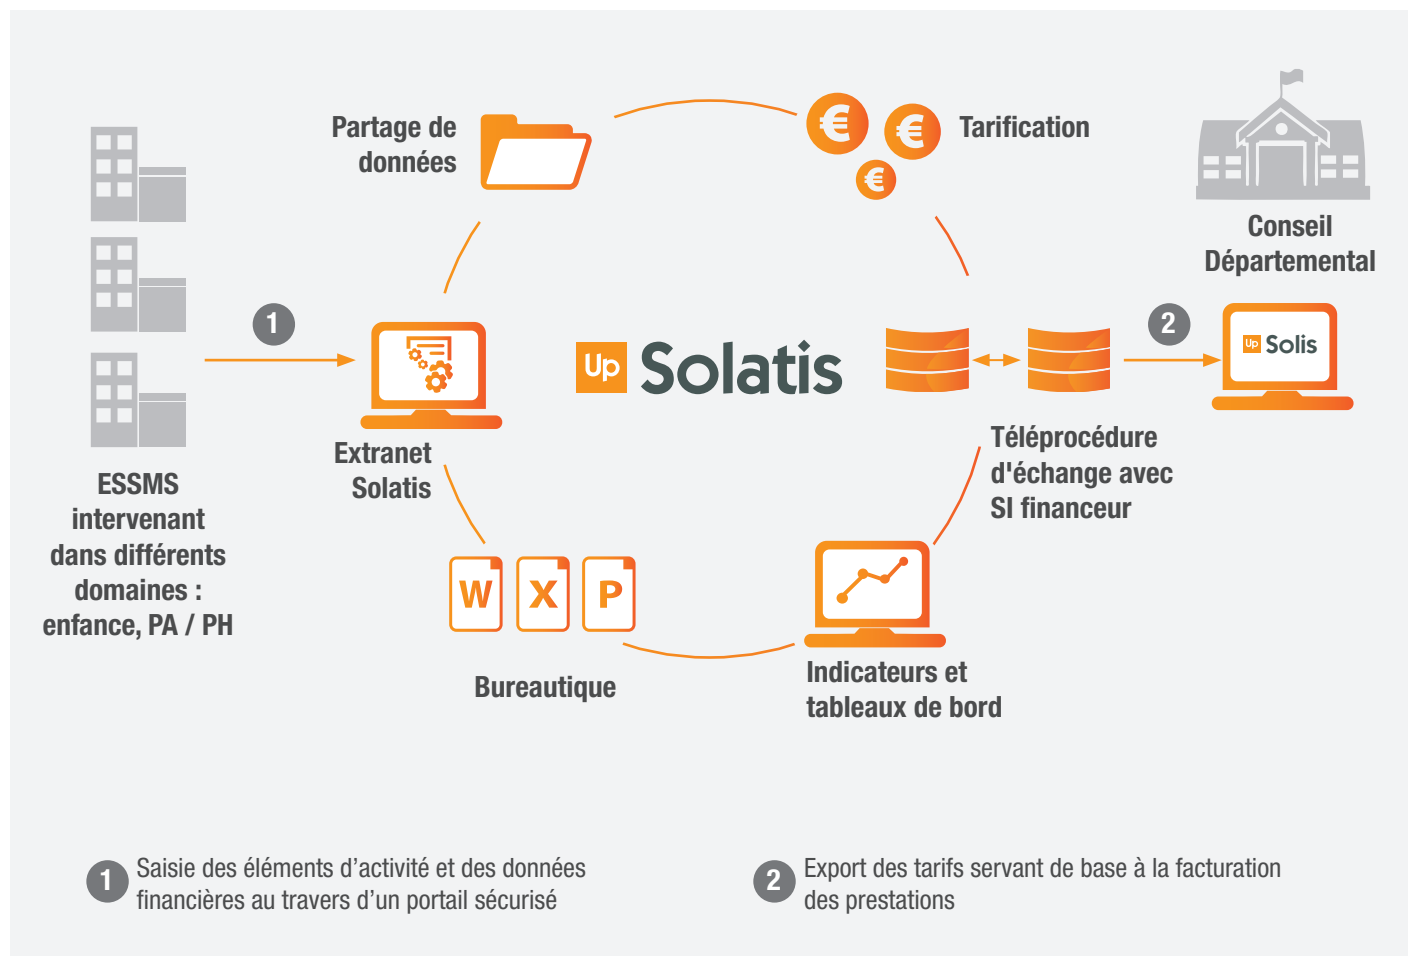 Partage de
données
€
€
€
Tarification
Conseil
Départemental
1
2
Up Solatis
Up Solis
Extranet
Solatis
Téléprocédure
d'échange avec
SI financeur
ESSMS
intervenant
dans différents
domaines :
enfance, PA / PH
W X P
Bureautique
Indicateurs et
tableaux de bord
1 Saisie des éléments d’activité et des données
financières au travers d’un portail sécurisé
2 Export des tarifs servant de base à la facturation
des prestations